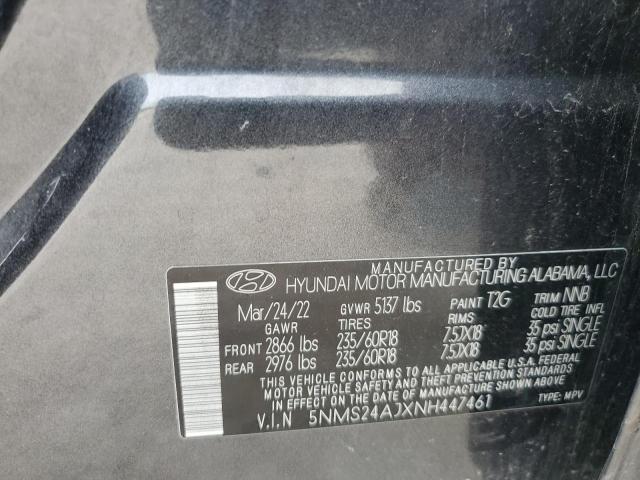 MANUFACTURED BY
HYUNDAI MOTOR MANUFACTURING ALABAMA, LLC
Mar/24/22 GVWR 5137 lbs PAINT T2G TRIM NNB
GAWR TIRES RIMS COLD TIRE INFL
FRONT 2866 lbs 235/60R18 7.5JX18 35 psi SINGLE
REAR 2976 lbs 235/60R18 7.5JX18 35 psi SINGLE
THIS VEHICLE CONFORMS TO ALL APPLICABLE U.S.A. FEDERAL
MOTOR VEHICLE SAFETY AND THEFT PREVENTION STANDARDS
IN EFFECT ON THE DATE OF MANUFACTURE SHOWN ABOVE.
V.I.N 5NMS24AJXNH447461 TYPE: MPV